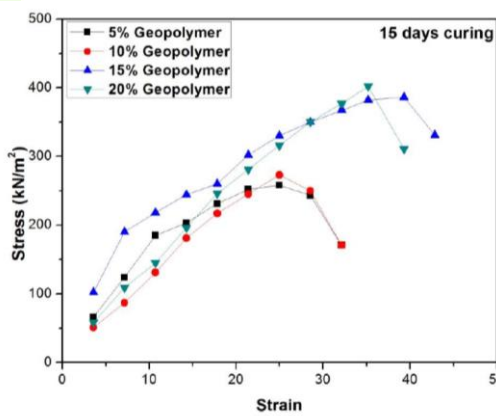 500
15 days curing
5% Geopolymer
10% Geopolymer
15% Geopolymer
20% Geopolymer
400
300
200
100
0
Stress (kN/m²)
0 10 20 30 40 50
Strain